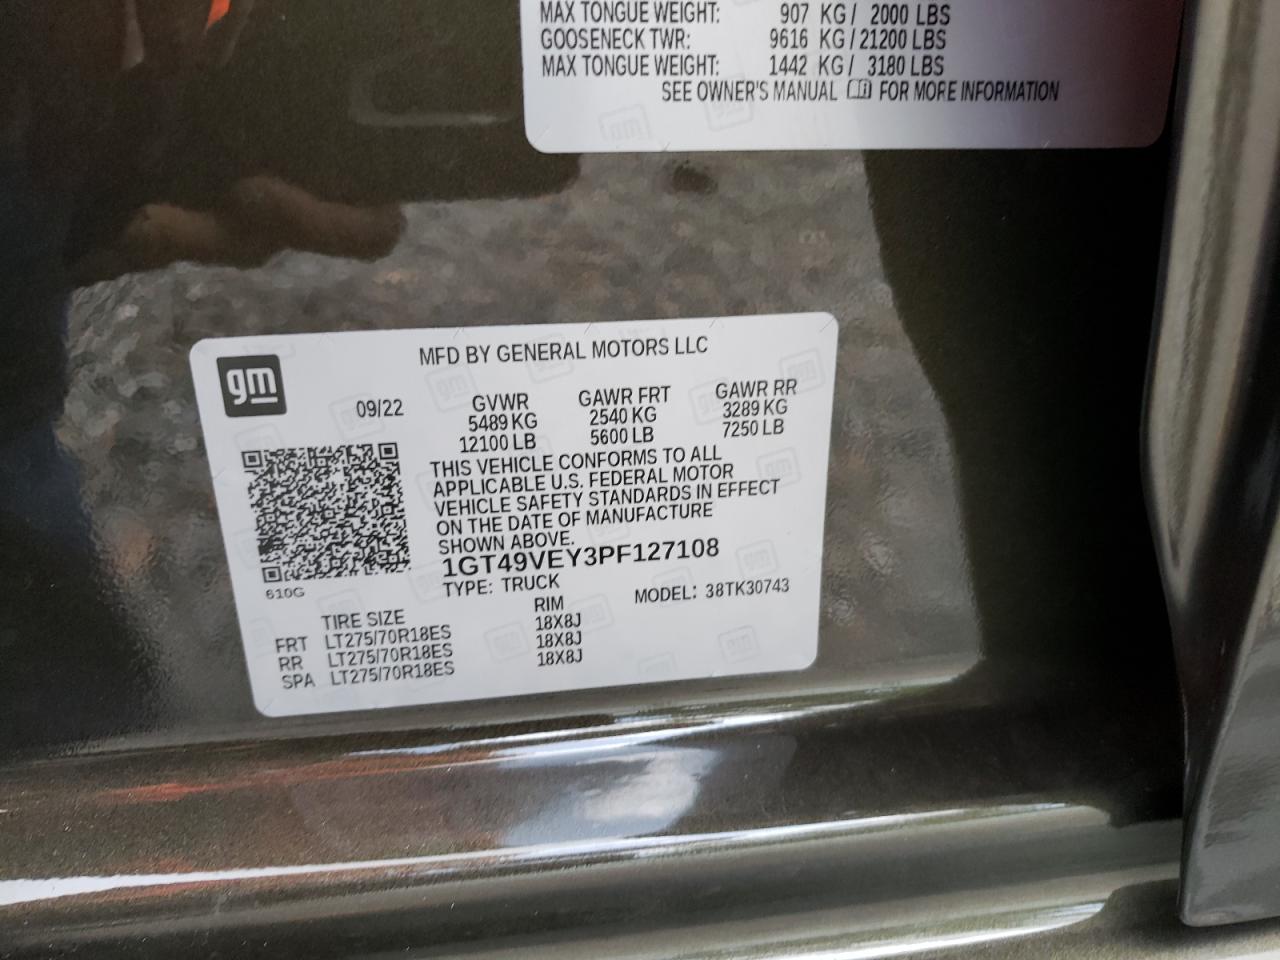 MAX TONGUE WEIGHT: 907 KG / 2000 LBS
GOOSENECK TWR: 9616 KG / 21200 LBS
MAX TONGUE WEIGHT: 1442 KG / 3180 LBS
SEE OWNER'S MANUAL FOR MORE INFORMATION
gm
MFD BY GENERAL MOTORS LLC
09/22
GVWR GAWR FRT GAWR RR
5489 KG 2540 KG 3289 KG
12100 LB 5600 LB 7250 LB
THIS VEHICLE CONFORMS TO ALL
APPLICABLE U.S. FEDERAL MOTOR
VEHICLE SAFETY STANDARDS IN EFFECT
ON THE DATE OF MANUFACTURE
SHOWN ABOVE.
1GT49VEY3PF127108
TYPE: TRUCK MODEL: 38TK30743
610G
TIRE SIZE RIM
FRT LT275/70R18ES 18X8J
RR LT275/70R18ES 18X8J
SPA LT275/70R18ES 18X8J